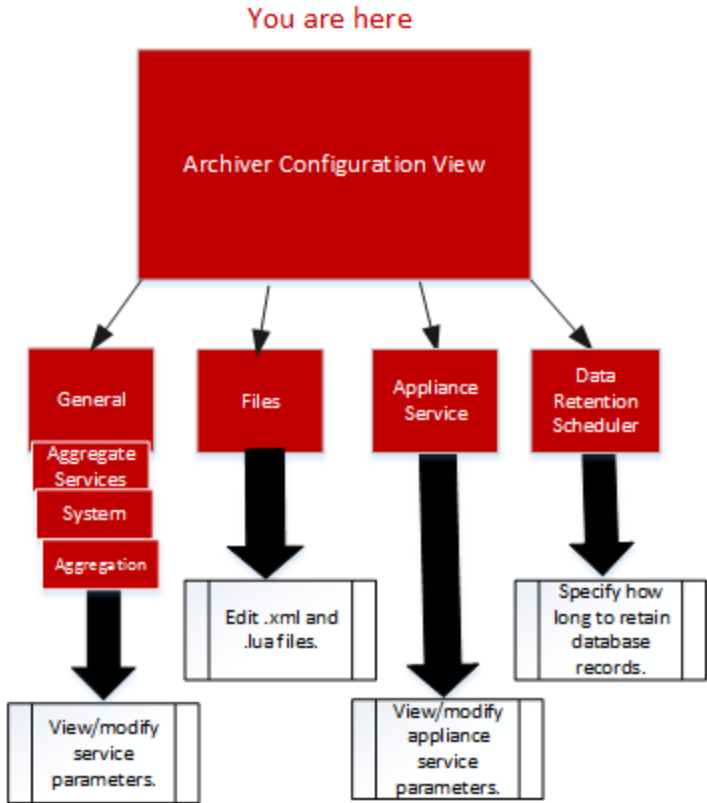 You are here
Archiver Configuration View
General
Aggregate
Services
System
Aggregation
Files
Appliance
Service
Data
Retention
Scheduler
View/modify
service
parameters.
Edit .xml and
.lua files.
View/modify
appliance
service
parameters.
Specify how
long to retain
database
records.